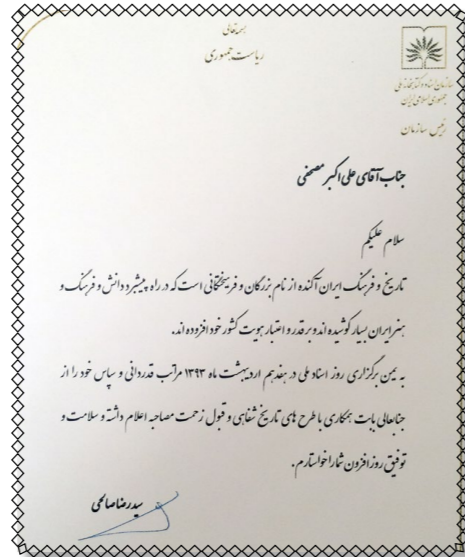 بسمه تعالی
ریاست جمهوری
سازمان اسناد و کتابخانه ملی
جمهوری اسلامی ایران
رئیس سازمان
جناب آقای علی اکبر مصحفی
سلام علیکم
تاریخ و فرهنگ ایران آکنده از نام بزرگان و فریختگانی است که در راه پیشبرد دانش و فرهنگ و
هنر ایران بسیار کوشیده اند و بر قدر و اعتبار هویت کشور خود افزوده اند.
به یمن برگزاری روز اسناد ملی در هفدهم اردیبهشت ماه ۱۳۹۳ مراتب قدردانی و سپاس خود را از
جنابعالی بابت همکاری با طرح های تاریخ شفاهی و قبول زحمت مصاحبه اعلام داشته و سلامت و
توفیق روز افزون شما را خواستارم.
سیدرضا صالحی